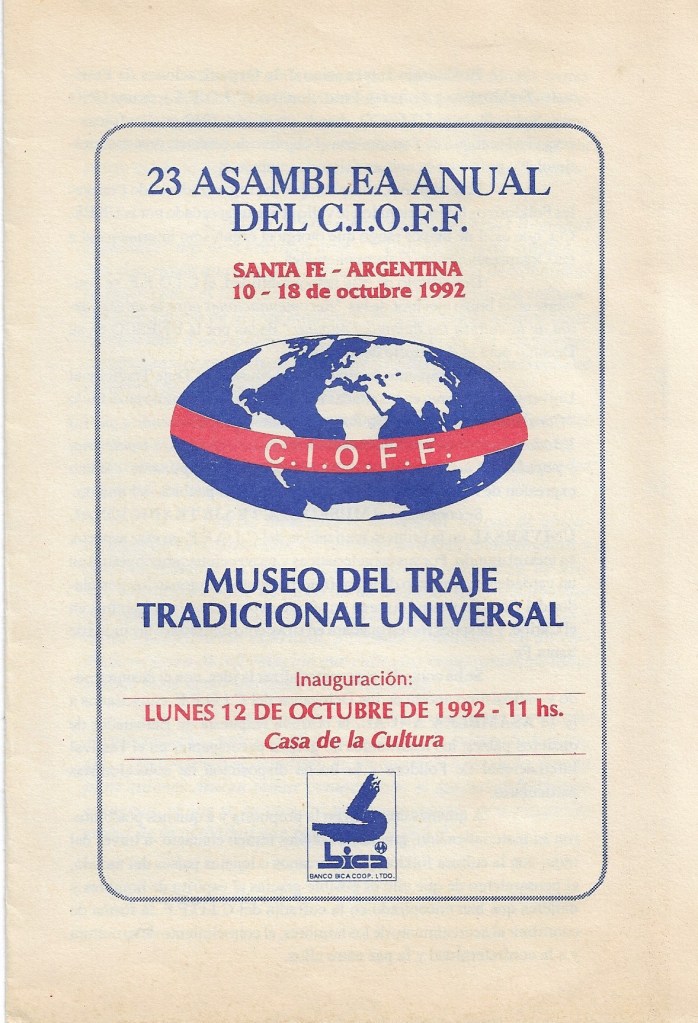 23 ASAMBLEA ANUAL
DEL C.I.O.F.F.
SANTA FE - ARGENTINA
10 - 18 de octubre 1992
C.I.O.F.F.
MUSEO DEL TRAJE
TRADICIONAL UNIVERSAL
Inauguración:
LUNES 12 DE OCTUBRE DE 1992 - 11 hs.
Casa de la Cultura
bica
BANCO BICA COOP. LTDO.